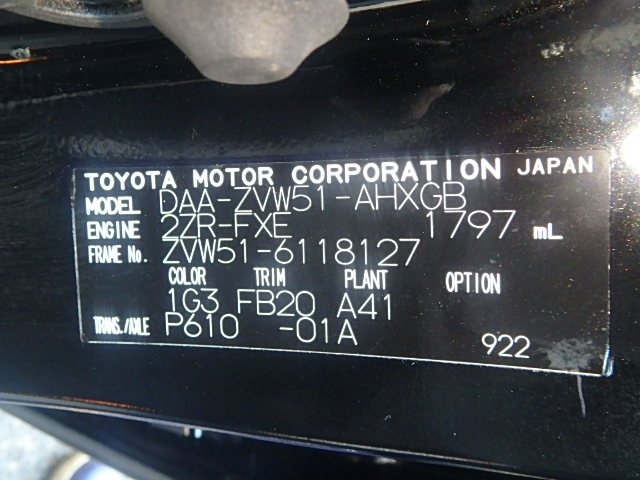 TOYOTA MOTOR CORPORATION JAPAN
MODEL DAA-ZVW51-AHXGB
ENGINE 2ZR-FXE 1797 mL
FRAME No. ZVW51-6118127
COLOR TRIM PLANT OPTION
1G3 FB20 A41
TRANS./AXLE P610 -01A
922